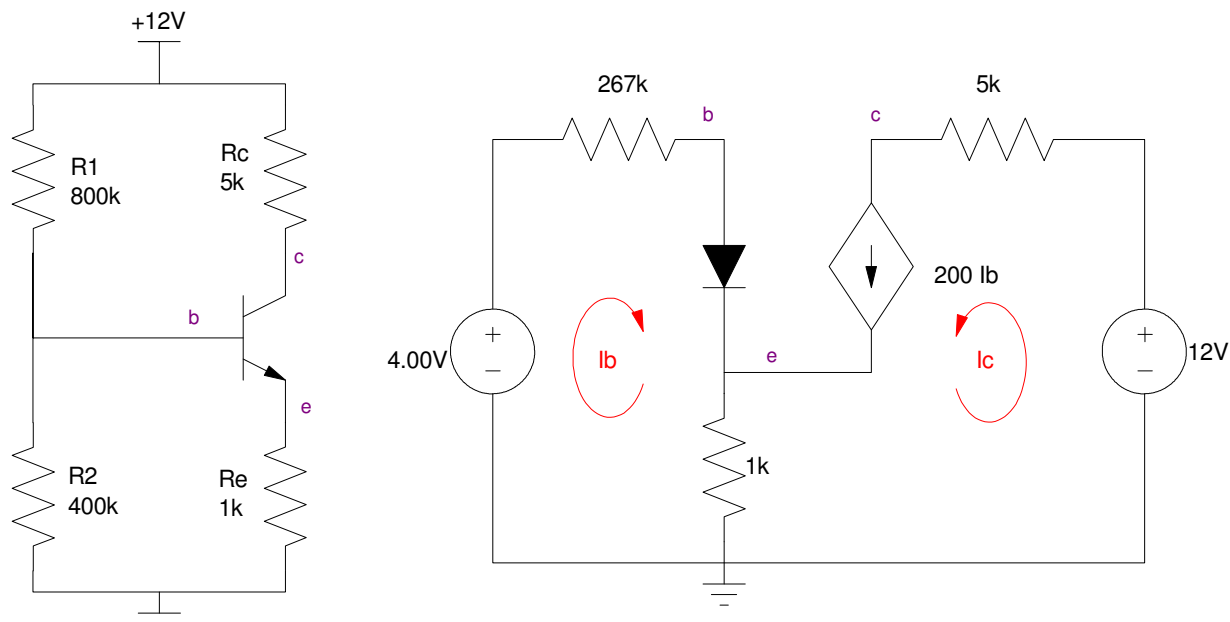 +12V
R1
800k
Rc
5k
c
b
e
R2
400k
Re
1k
267k
b
c
5k
200 Ib
4.00V
+
–
Ib
e
Ic
+
–
12V
1k